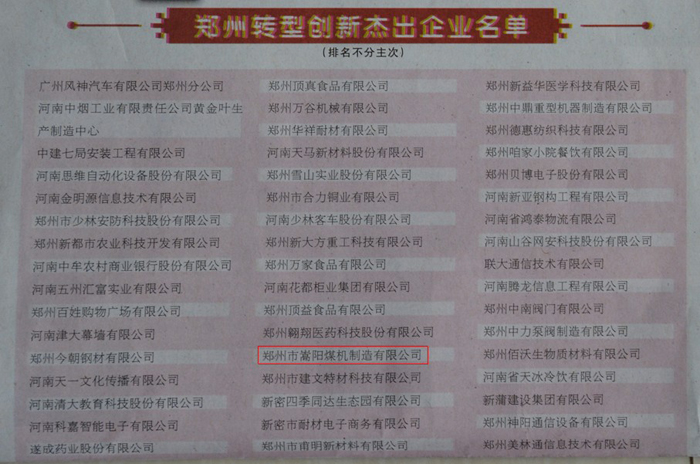 郑州转型创新杰出企业名单
（排名不分主次）
广州风神汽车有限公司郑州分公司
河南中烟工业有限责任公司黄金叶生
产制造中心
中建七局安装工程有限公司
河南思维自动化设备股份有限公司
河南金明源信息技术有限公司
郑州市少林安防科技股份有限公司
郑州新都市农业科技开发有限公司
河南中牟农村商业银行股份有限公司
河南五州汇富实业有限公司
郑州百姓购物广场有限公司
河南津大幕墙有限公司
郑州今朝钢材有限公司
河南天一文化传播有限公司
河南清大教育科技股份有限公司
河南科嘉智能电子有限公司
遂成药业股份有限公司
郑州顶真食品有限公司
郑州万谷机械有限公司
郑州华祥耐材有限公司
河南天马新材料股份有限公司
郑州雪山实业股份有限公司
郑州市合力铜业有限公司
河南少林客车股份有限公司
郑州新大方重工科技有限公司
郑州万家食品有限公司
河南花都柜业集团有限公司
郑州顶益食品有限公司
郑州翱翔医药科技股份有限公司
郑州市嵩阳煤机制造有限公司
郑州市建文特材科技有限公司
新密四季同达生态园有限公司
新密市耐材电子商务有限公司
郑州市甫明新材料有限公司
郑州新益华医学科技有限公司
郑州中鼎重型机器制造有限公司
郑州德惠纺织科技有限公司
郑州咱家小院餐饮有限公司
郑州贝博电子股份有限公司
河南新亚钢构工程有限公司
河南省鸿泰物流有限公司
河南山谷网安科技股份有限公司
联大通信技术有限公司
河南腾龙信息工程有限公司
郑州中南阀门有限公司
郑州中力泵阀制造有限公司
郑州佰沃生物质材料有限公司
河南省天冰冷饮有限公司
新蒲建设集团有限公司
郑州神阳通信设备有限公司
郑州美林通信息技术有限公司